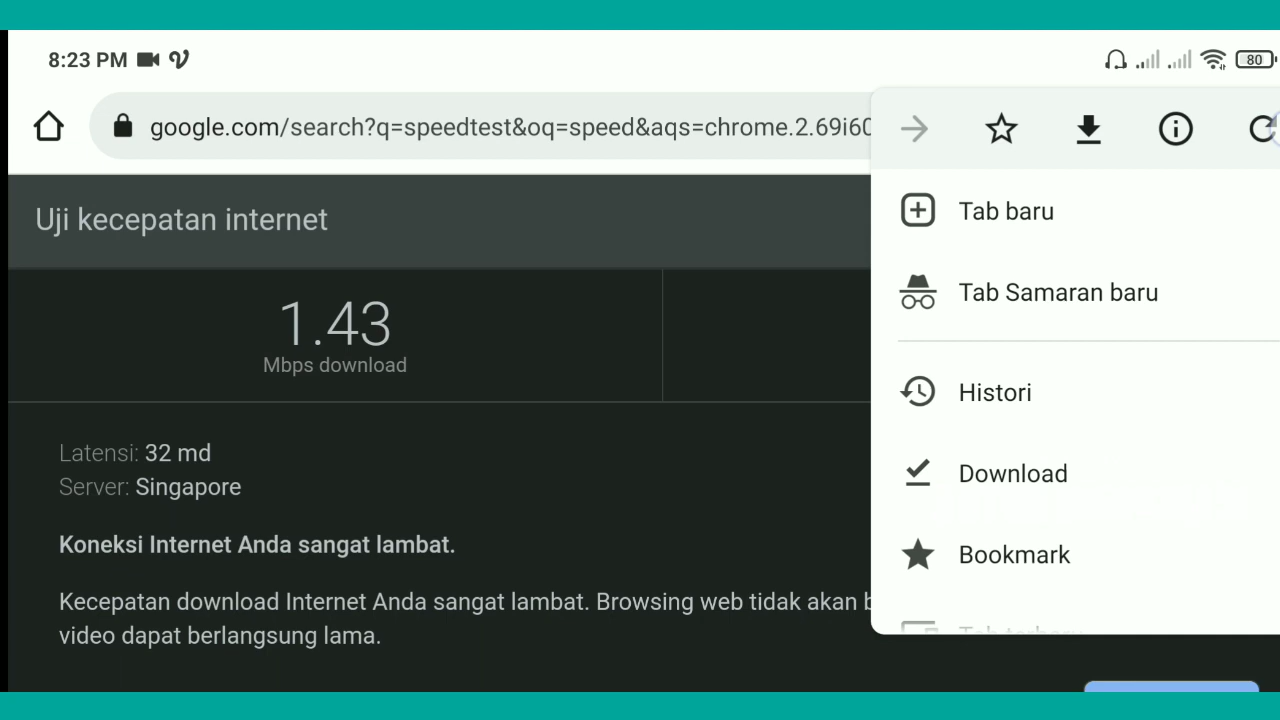 8:23 PM
80
google.com/search?q=speedtest&oq=speed&aqs=chrome.2.69i60
Uji kecepatan internet
1.43
Mbps download
Latensi: 32 md
Server: Singapore
Koneksi Internet Anda sangat lambat.
Kecepatan download Internet Anda sangat lambat. Browsing web tidak akan
video dapat berlangsung lama.
Tab baru
Tab Samaran baru
Histori
Download
Bookmark
Tab terbaru